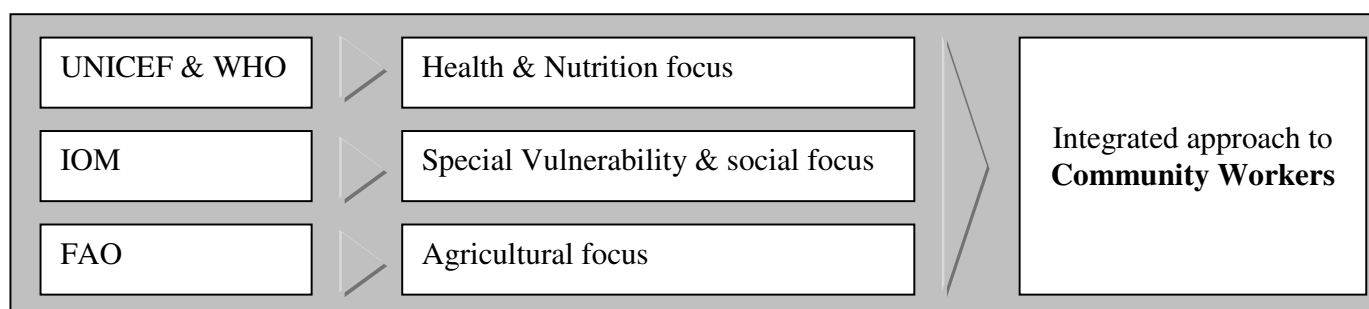 UNICEF & WHO
Health & Nutrition focus
IOM
Special Vulnerability & social focus
FAO
Agricultural focus
Integrated approach to
Community Workers